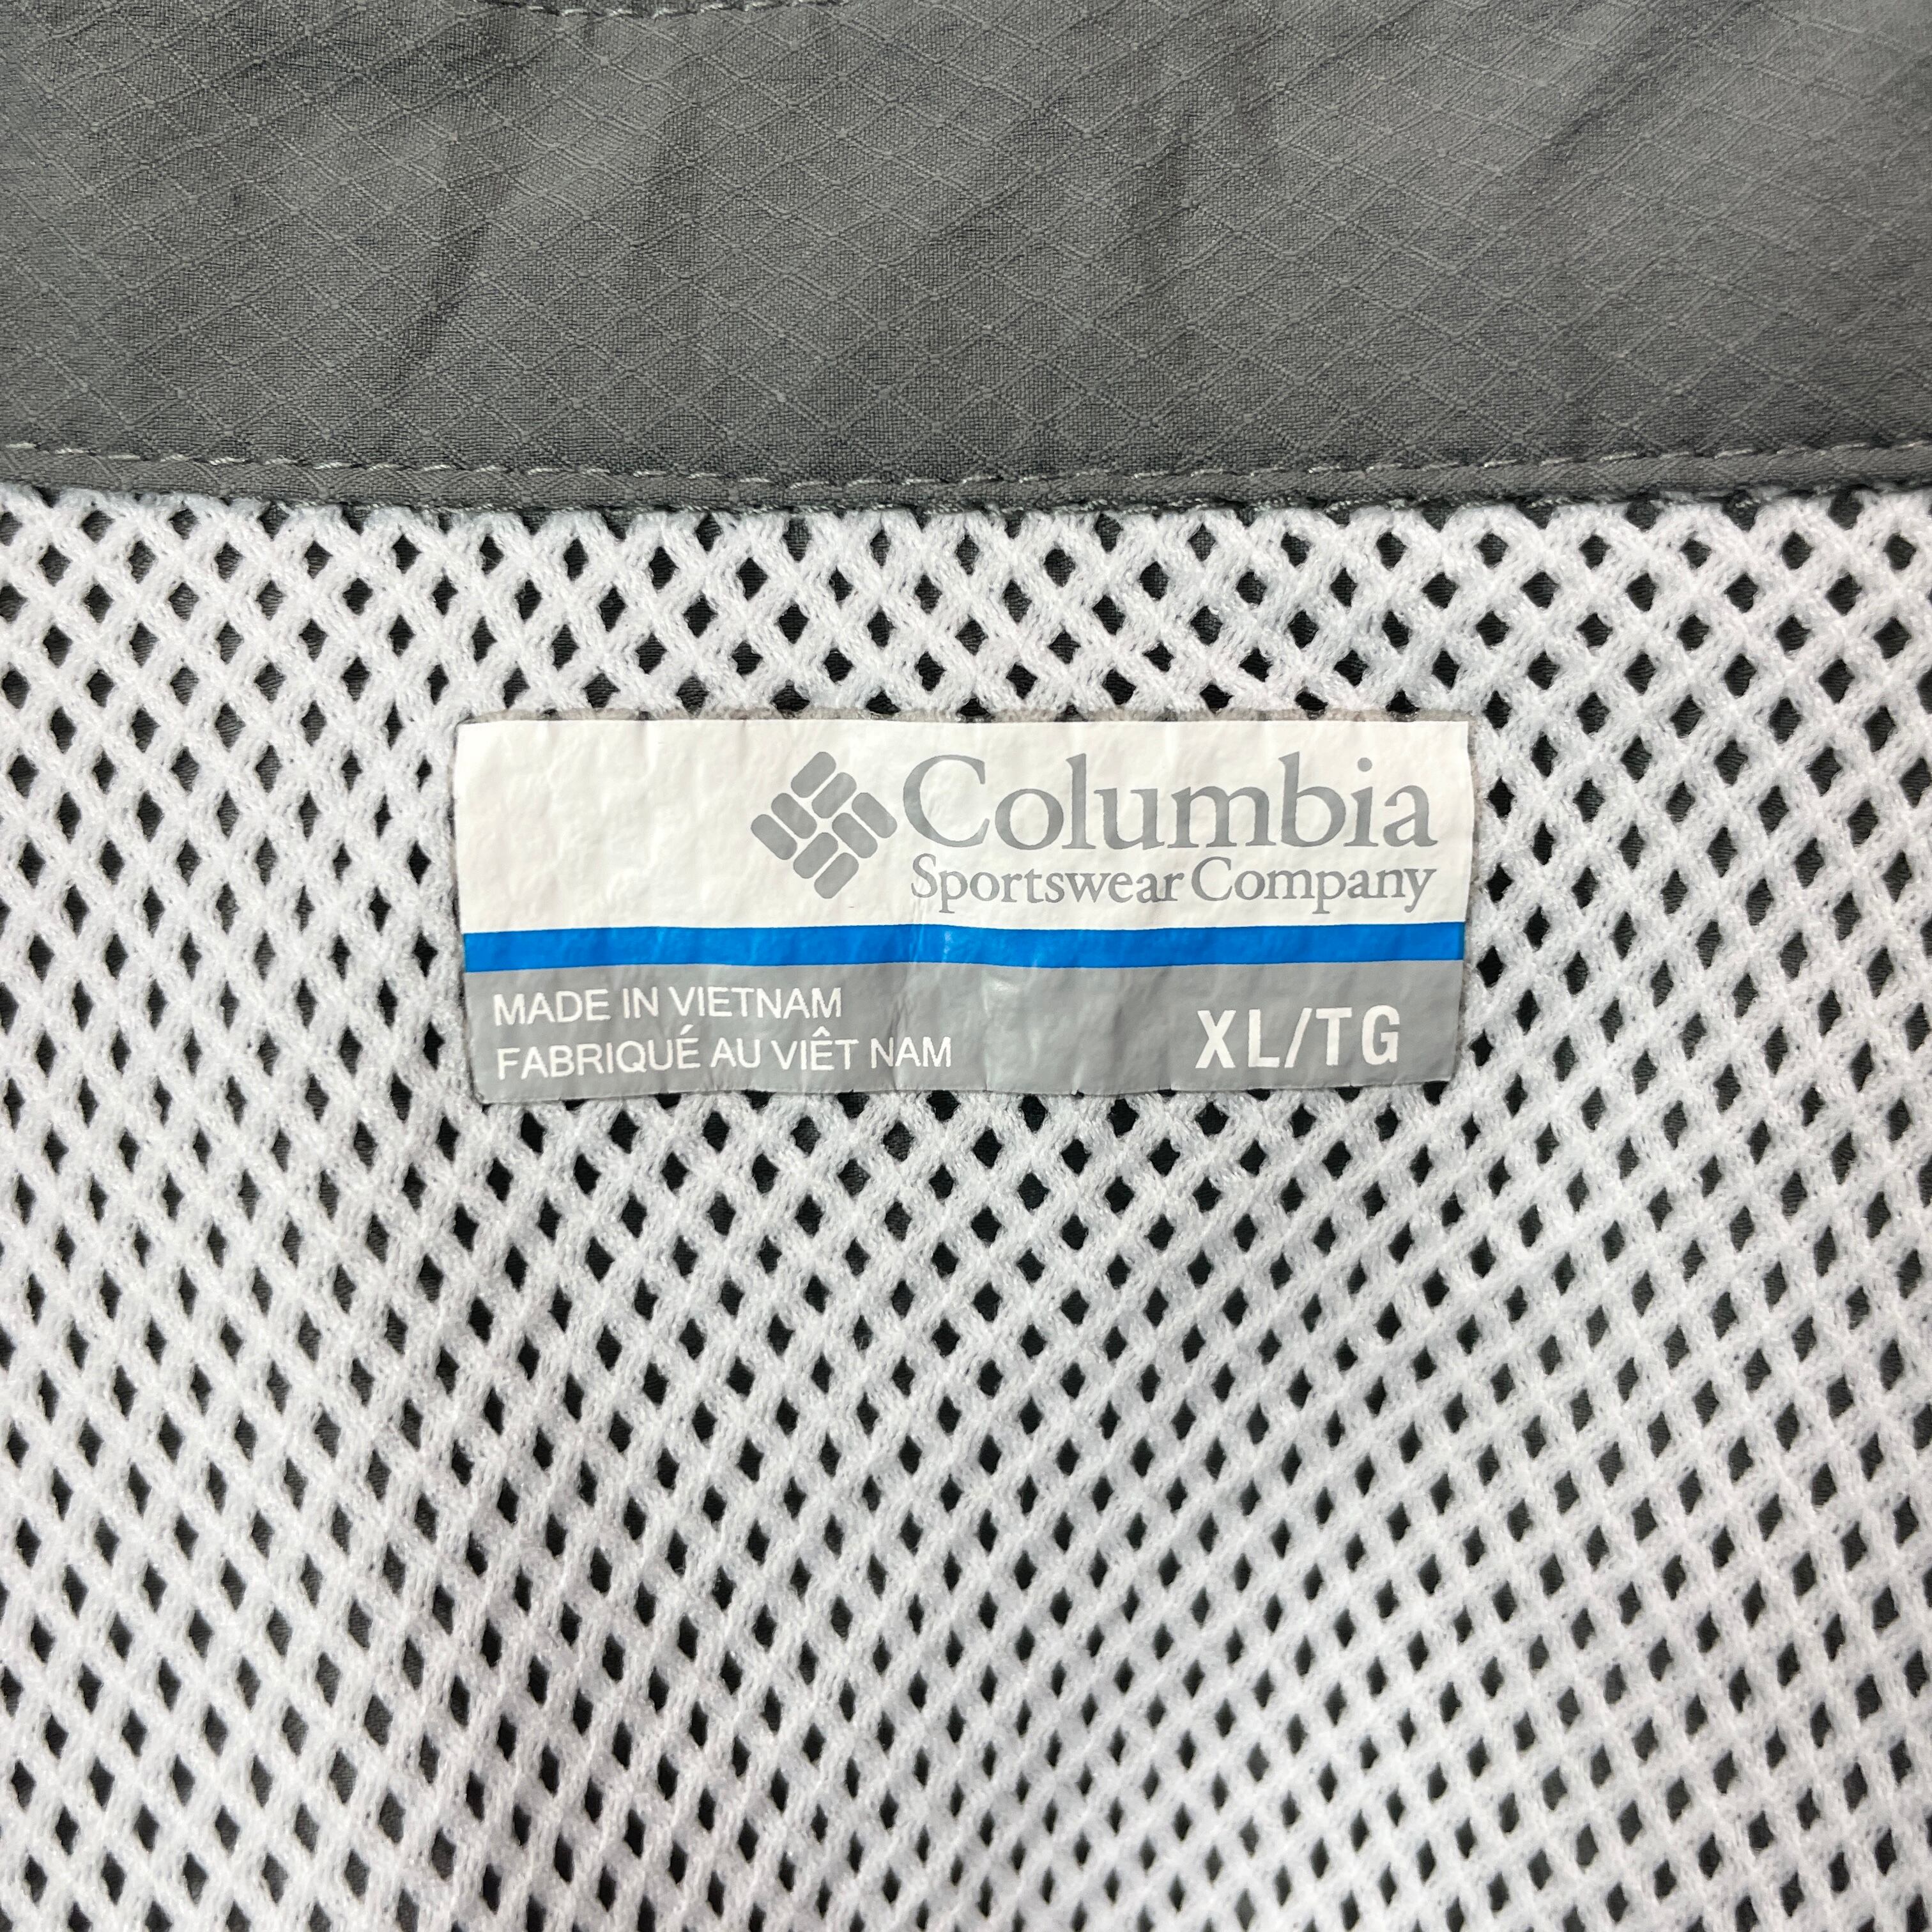 Columbia
Sportswear Company
MADE IN VIETNAM
FABRIQUÉ AU VIÊT NAM
XL/TG